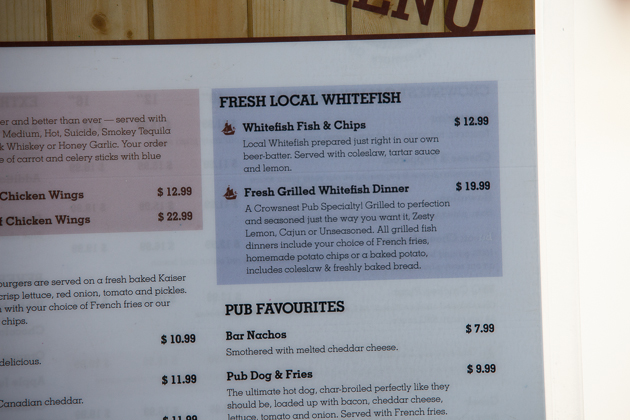 MENU
er and better than ever — served with
Medium, Hot, Suicide, Smokey Tequila
k Whiskey or Honey Garlic. Your order
e of carrot and celery sticks with blue
Chicken Wings $ 12.99
f Chicken Wings $ 22.99
burgers are served on a fresh baked Kaiser
crisp lettuce, red onion, tomato and pickles.
with your choice of French fries or our
chips.
$ 10.99
delicious.
$ 11.99
Canadian cheddar.
11.99
FRESH LOCAL WHITEFISH
Whitefish Fish & Chips $ 12.99
Local Whitefish prepared just right in our own
beer-batter. Served with coleslaw, tartar sauce
and lemon.
Fresh Grilled Whitefish Dinner $ 19.99
A Crowsnest Pub Specialty! Grilled to perfection
and seasoned just the way you want it, Zesty
Lemon, Cajun or Unseasoned. All grilled fish
dinners include your choice of French fries,
homemade potato chips or a baked potato,
includes coleslaw & freshly baked bread.
PUB FAVOURITES
Bar Nachos $ 7.99
Smothered with melted cheddar cheese.
Pub Dog & Fries $ 9.99
The ultimate hot dog, char-broiled perfectly like they
should be, loaded up with bacon, cheddar cheese,
lettuce, tomato and onion. Served with French fries.